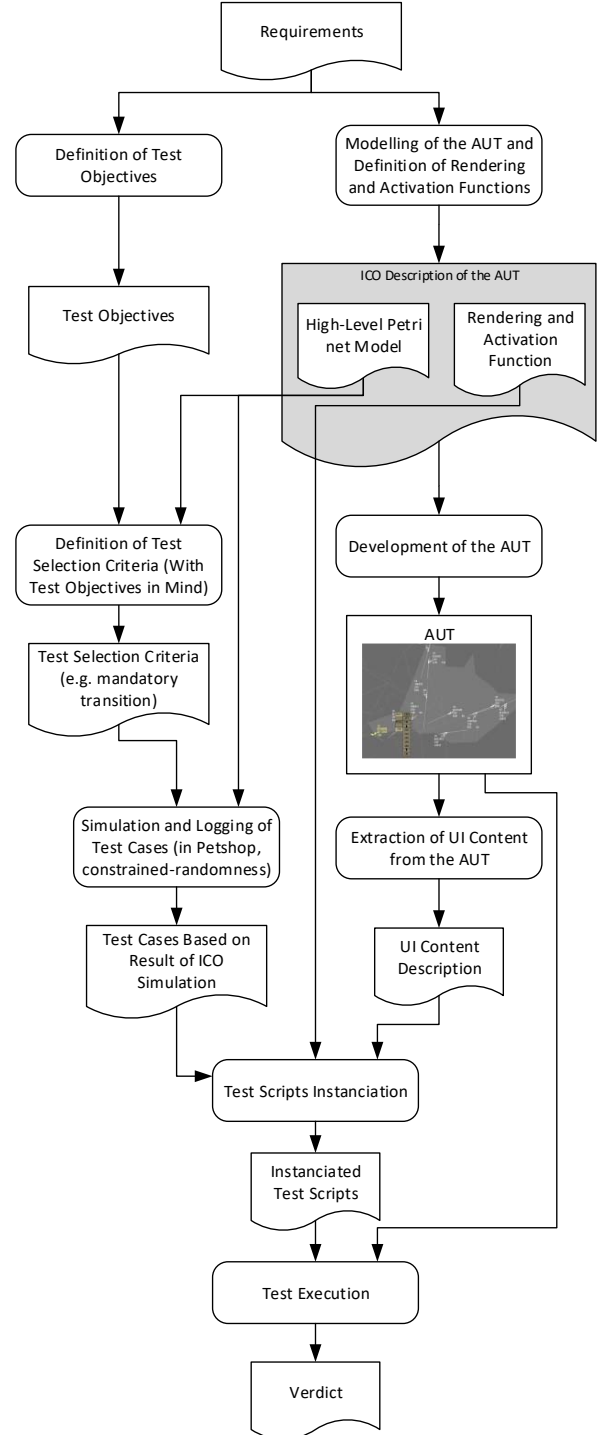 Requirements
Definition of Test
Objectives
Modelling of the AUT and
Definition of Rendering
and Activation Functions
ICO Description of the AUT
Test Objectives
High-Level Petri
net Model
Rendering and
Activation
Function
Definition of Test
Selection Criteria (With
Test Objectives in Mind)
Development of the AUT
Test Selection Criteria
(e.g. mandatory
transition)
AUT
Simulation and Logging of
Test Cases (in Petshop,
constrained-randomness)
Extraction of UI Content
from the AUT
Test Cases Based on
Result of ICO
Simulation
UI Content
Description
Test Scripts Instanciation
Instanciated
Test Scripts
Test Execution
Verdict